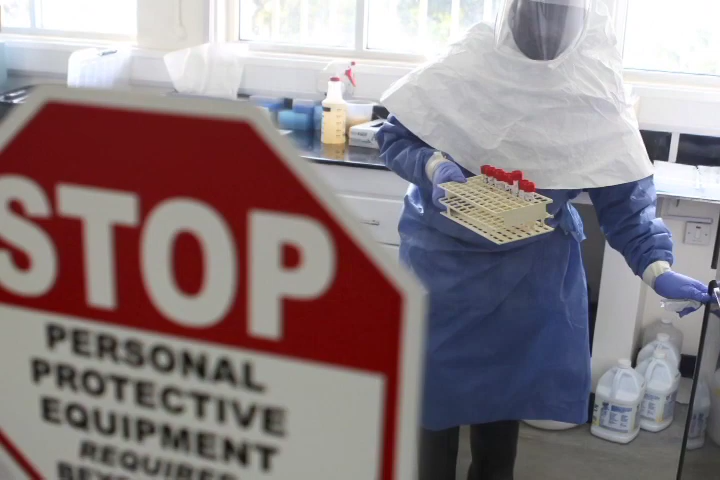 STOP
PERSONAL
PROTECTIVE
EQUIPMENT
REQUIRED